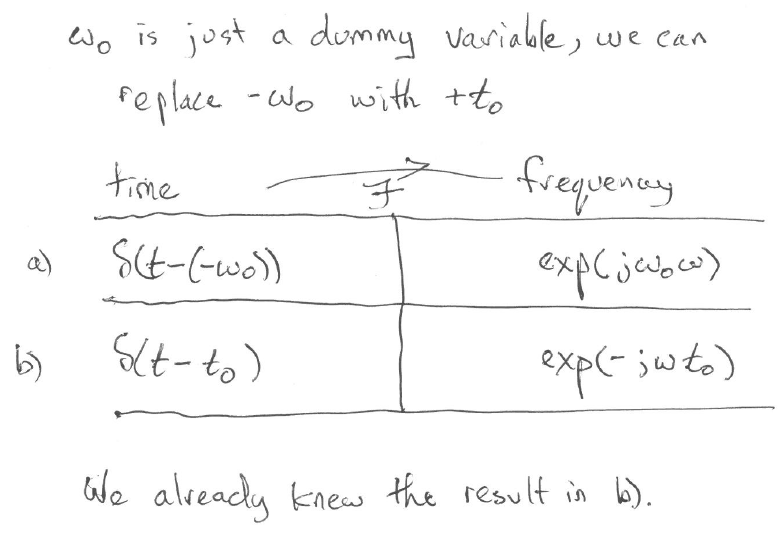 ω₀ is just a dummy variable, we can
replace -ω₀ with +t₀
time ℱ frequency
a) δ(t-(-ω₀)) exp(jω₀ω)
b) δ(t-t₀) exp(-jωt₀)
We already knew the result in b).